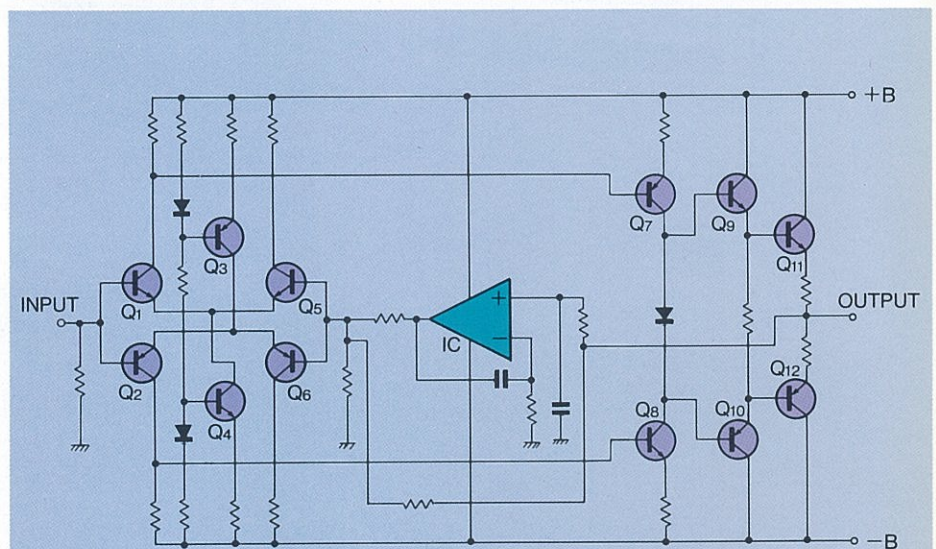 +B
Q7
Q9
Q3
Q11
Q5
INPUT
Q1
OUTPUT
+
IC
−
Q2
Q6
Q12
Q4
Q8
Q10
−B